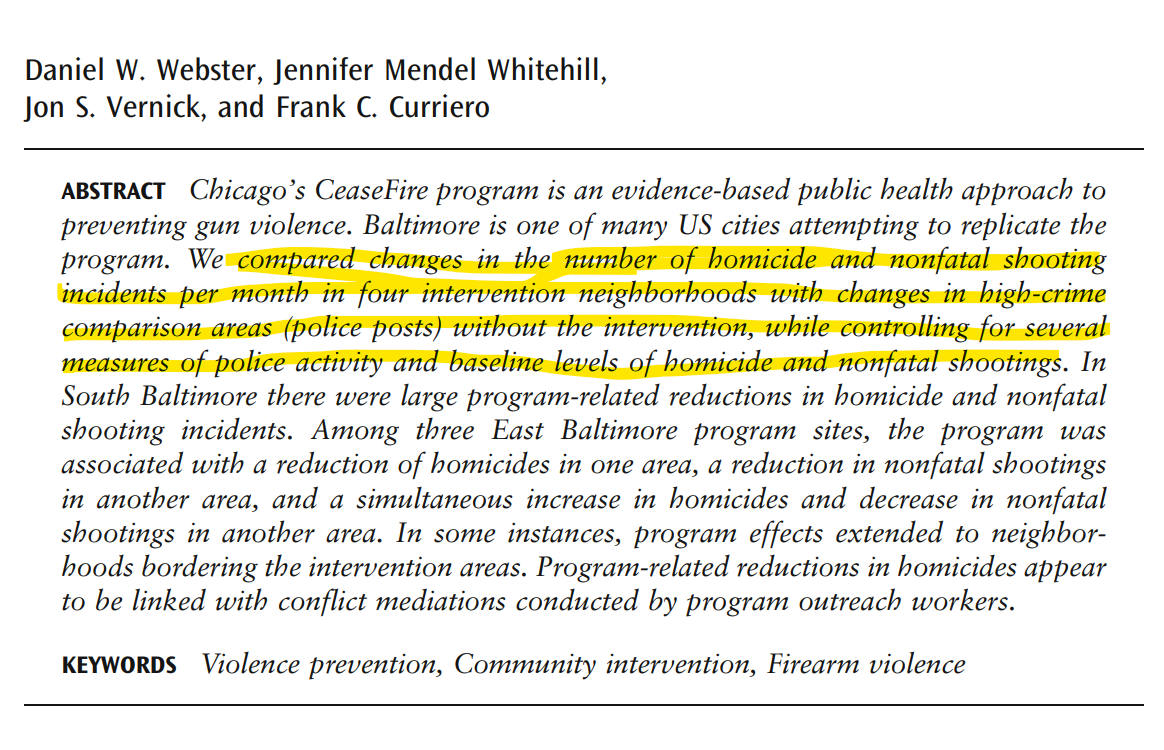 Daniel W. Webster, Jennifer Mendel Whitehill,
Jon S. Vernick, and Frank C. Curriero
ABSTRACT Chicago’s CeaseFire program is an evidence-based public health approach to
preventing gun violence. Baltimore is one of many US cities attempting to replicate the
program. We compared changes in the number of homicide and nonfatal shooting
incidents per month in four intervention neighborhoods with changes in high-crime
comparison areas (police posts) without the intervention, while controlling for several
measures of police activity and baseline levels of homicide and nonfatal shootings. In
South Baltimore there were large program-related reductions in homicide and nonfatal
shooting incidents. Among three East Baltimore program sites, the program was
associated with a reduction of homicides in one area, a reduction in nonfatal shootings
in another area, and a simultaneous increase in homicides and decrease in nonfatal
shootings in another area. In some instances, program effects extended to neighbor-
hoods bordering the intervention areas. Program-related reductions in homicides appear
to be linked with conflict mediations conducted by program outreach workers.
KEYWORDS Violence prevention, Community intervention, Firearm violence